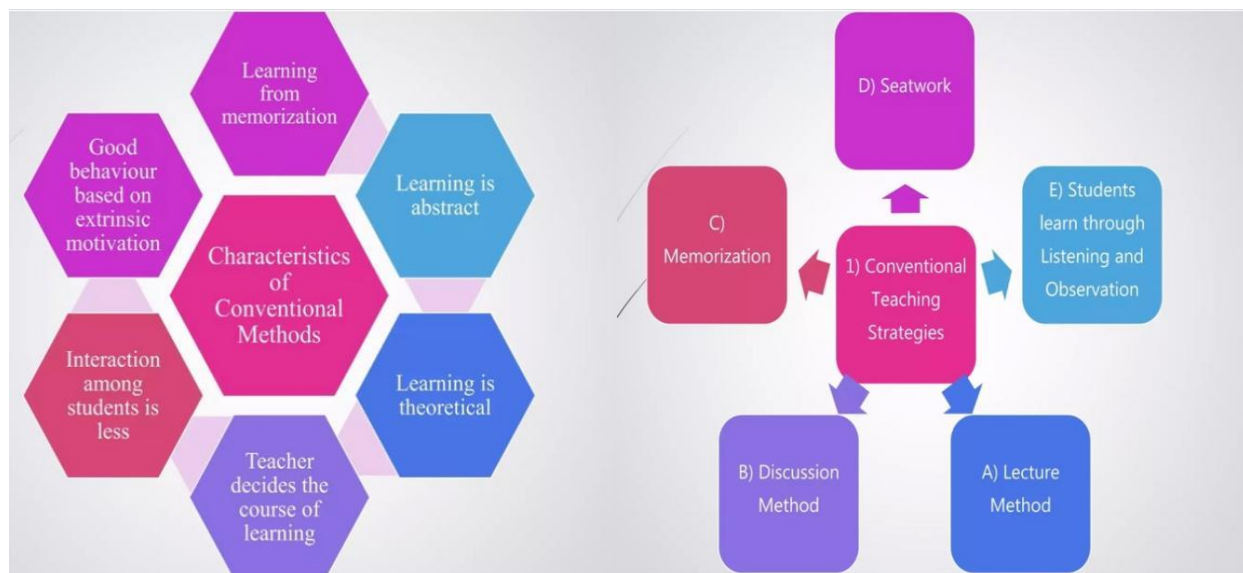 Learning
from
memorization
Good
behaviour
based on
extrinsic
motivation
Learning is
abstract
Characteristics
of
Conventional
Methods
Interaction
among
students is
less
Learning is
theoretical
Teacher
decides the
course of
learning
D) Seatwork
C)
Memorization
1) Conventional
Teaching
Strategies
E) Students
learn through
Listening and
Observation
B) Discussion
Method
A) Lecture
Method